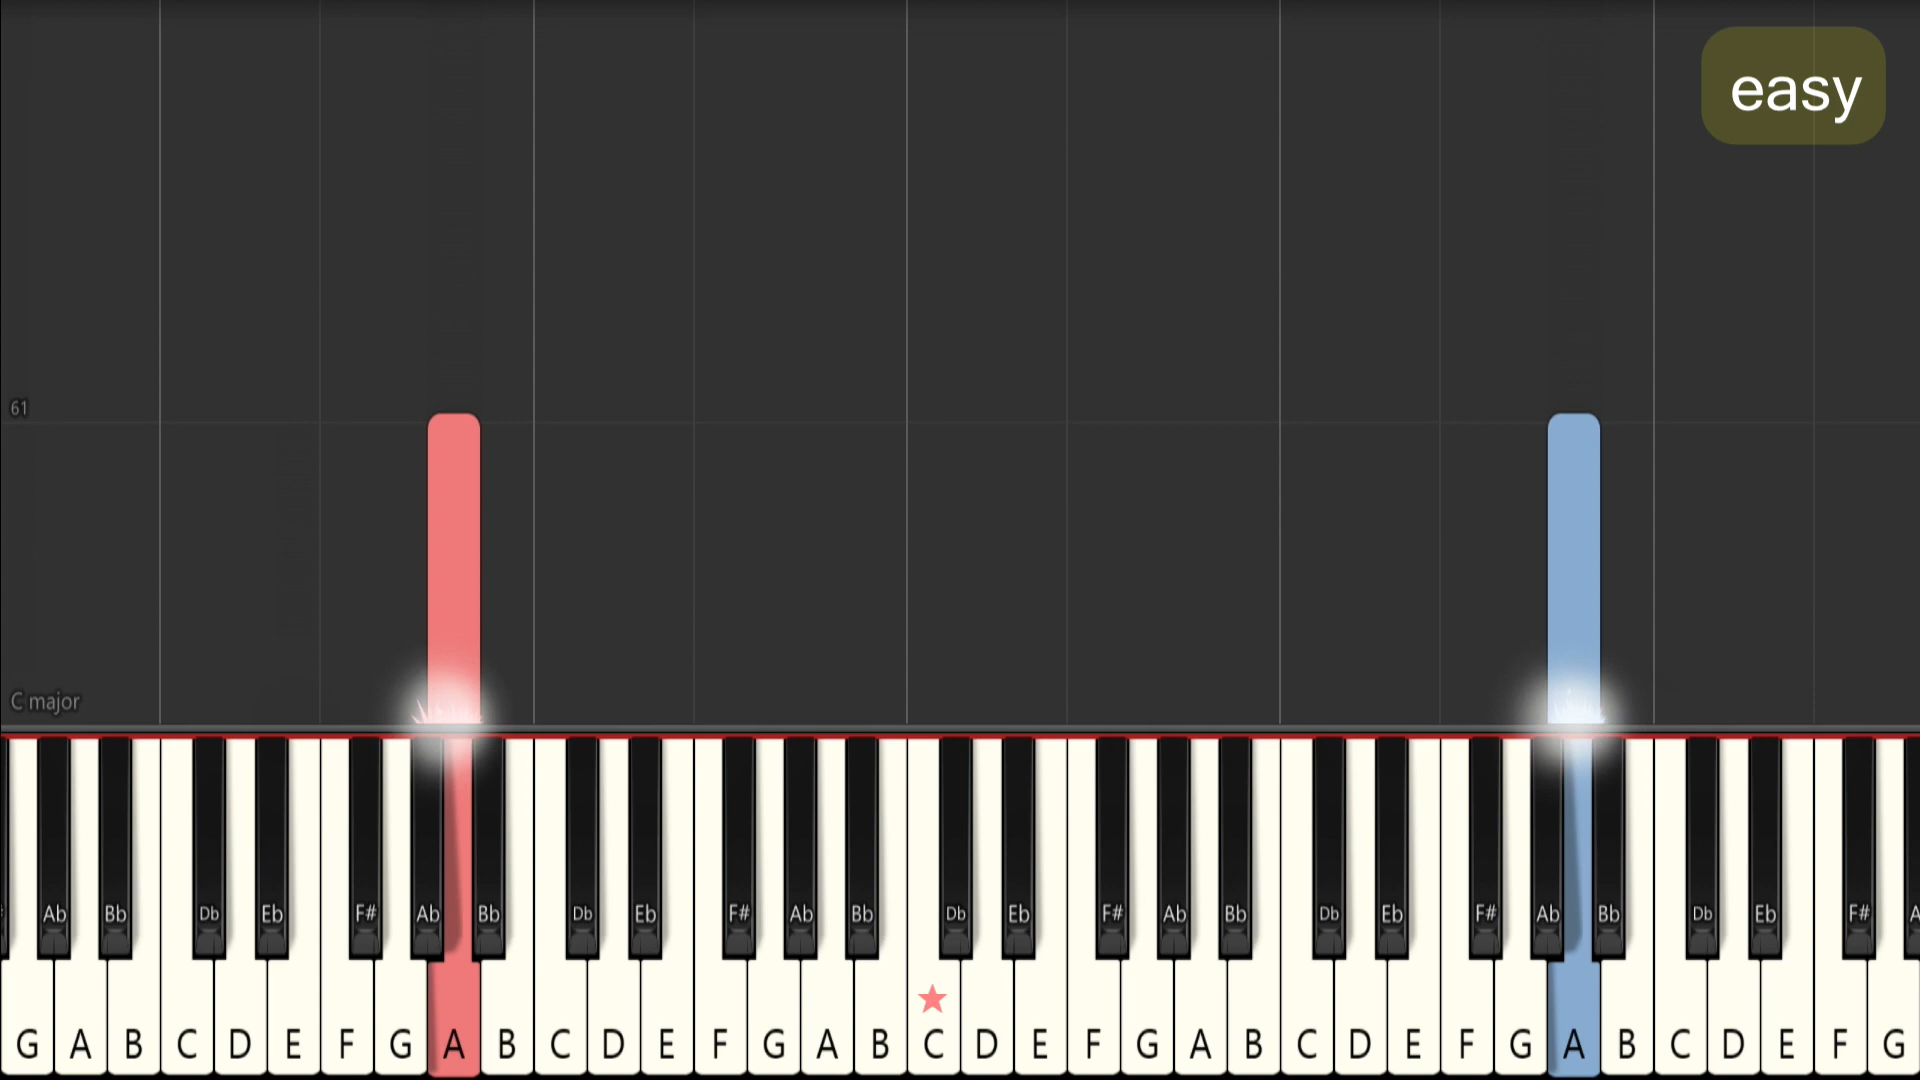 easy
61
C major
Ab Bb Db Eb F# Ab Bb Db Eb F# Ab Bb Db Eb F# Ab Bb Db Eb F# Ab Bb Db Eb F# A
G A B C D E F G A B C D E F G A B C D E F G A B C D E F G A B C D E F G